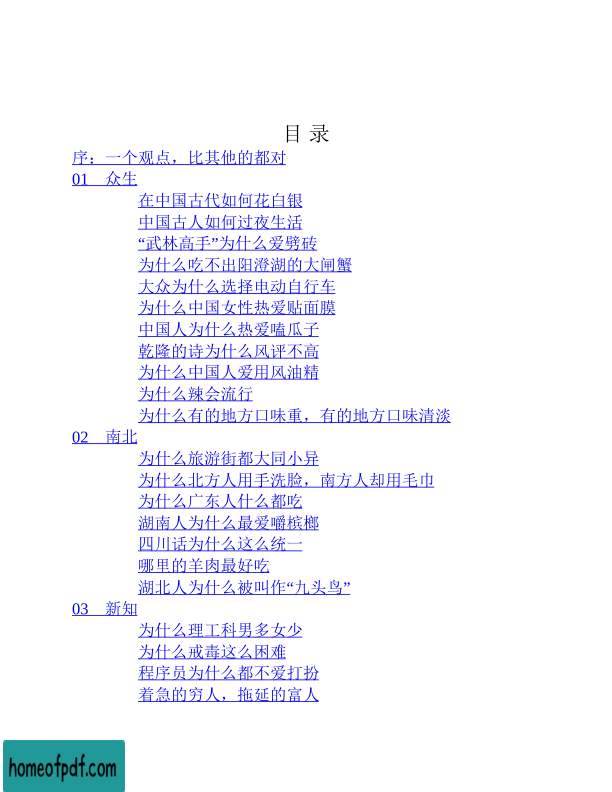 目 录
序：一个观点，比其他的都对
01　众生
在中国古代如何花白银
中国古人如何过夜生活
“武林高手”为什么爱劈砖
为什么吃不出阳澄湖的大闸蟹
大众为什么选择电动自行车
为什么中国女性热爱贴面膜
中国人为什么热爱嗑瓜子
乾隆的诗为什么风评不高
为什么中国人爱用风油精
为什么辣会流行
为什么有的地方口味重，有的地方口味清淡
02　南北
为什么旅游街都大同小异
为什么北方人用手洗脸，南方人却用毛巾
为什么广东人什么都吃
湖南人为什么最爱嚼槟榔
四川话为什么这么统一
哪里的羊肉最好吃
湖北人为什么被叫作“九头鸟”
03　新知
为什么理工科男多女少
为什么戒毒这么困难
程序员为什么都不爱打扮
着急的穷人，拖延的富人
homeofpdf.com